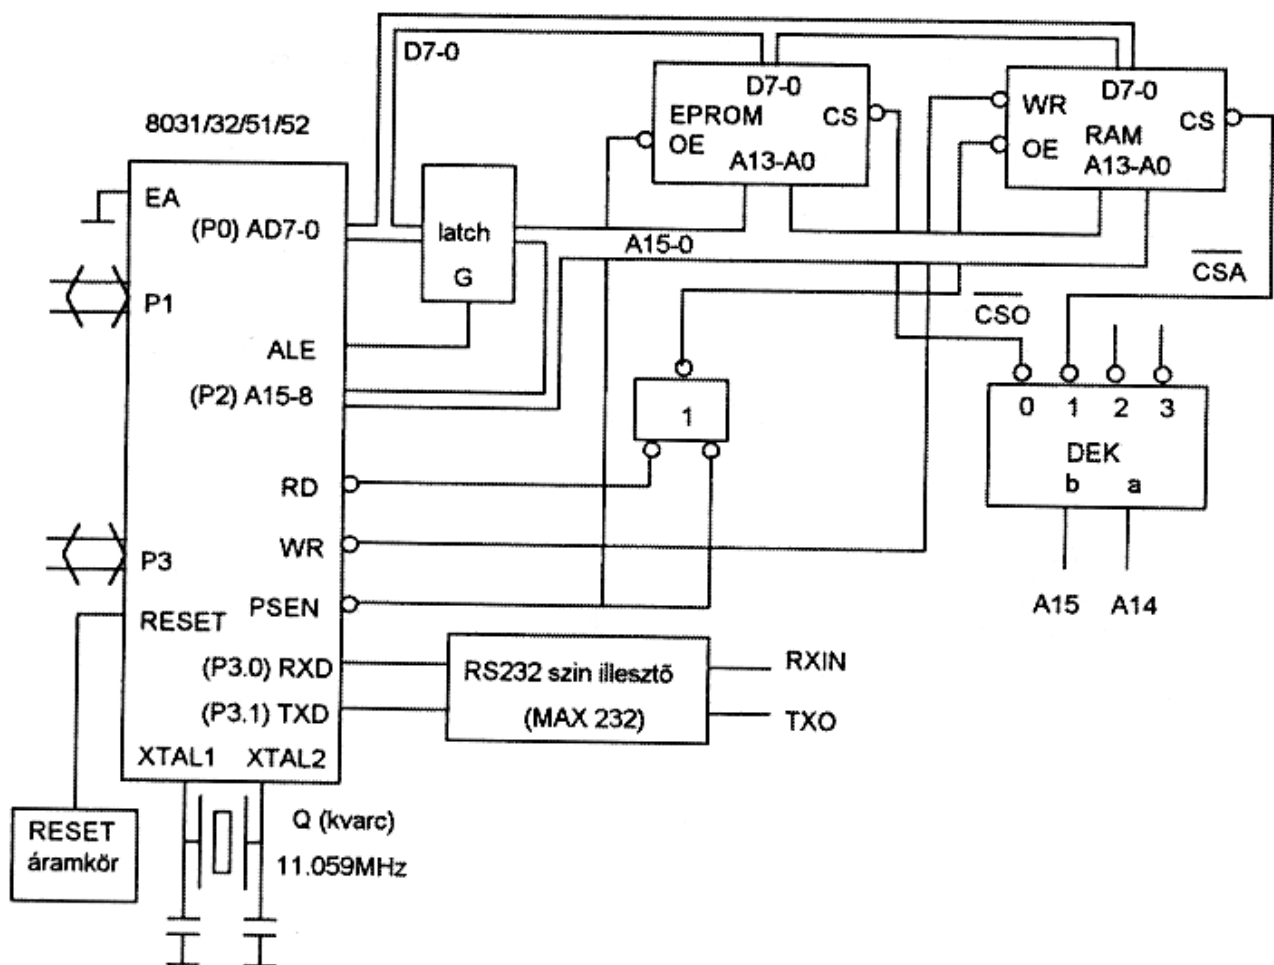 D7-0
8031/32/51/52
EA
(P0) AD7-0
P1
ALE
(P2) A15-8
RD
WR
P3
PSEN
RESET
(P3.0) RXD
(P3.1) TXD
XTAL1 XTAL2
latch
G
A15-0
D7-0
EPROM CS
OE
A13-A0
D7-0
WR
CS
RAM
OE
A13-A0
CSO
CSA
1
0 1 2 3
DEK
b a
A15 A14
RS232 szin illesztő
(MAX 232)
RXIN
TXO
RESET
áramkör
Q (kvarc)
11.059MHz